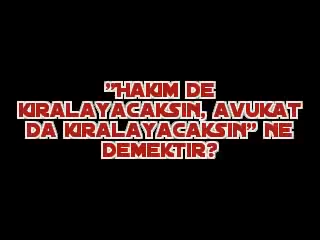 "HAKIM DE
KIRALAYACAKSIN, AVUKAT
DA KIRALAYACAKSIN" NE
DEMEKTIR?